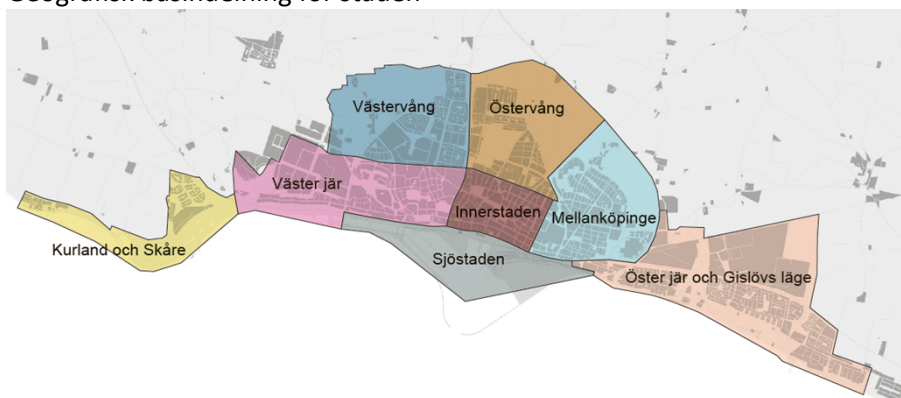 Geografisk basindelning för staden
Västervång
Östervång
Väster jär
Innerstaden
Mellanköpinge
Kurland och Skåre
Sjöstaden
Öster jär och Gislövs läge